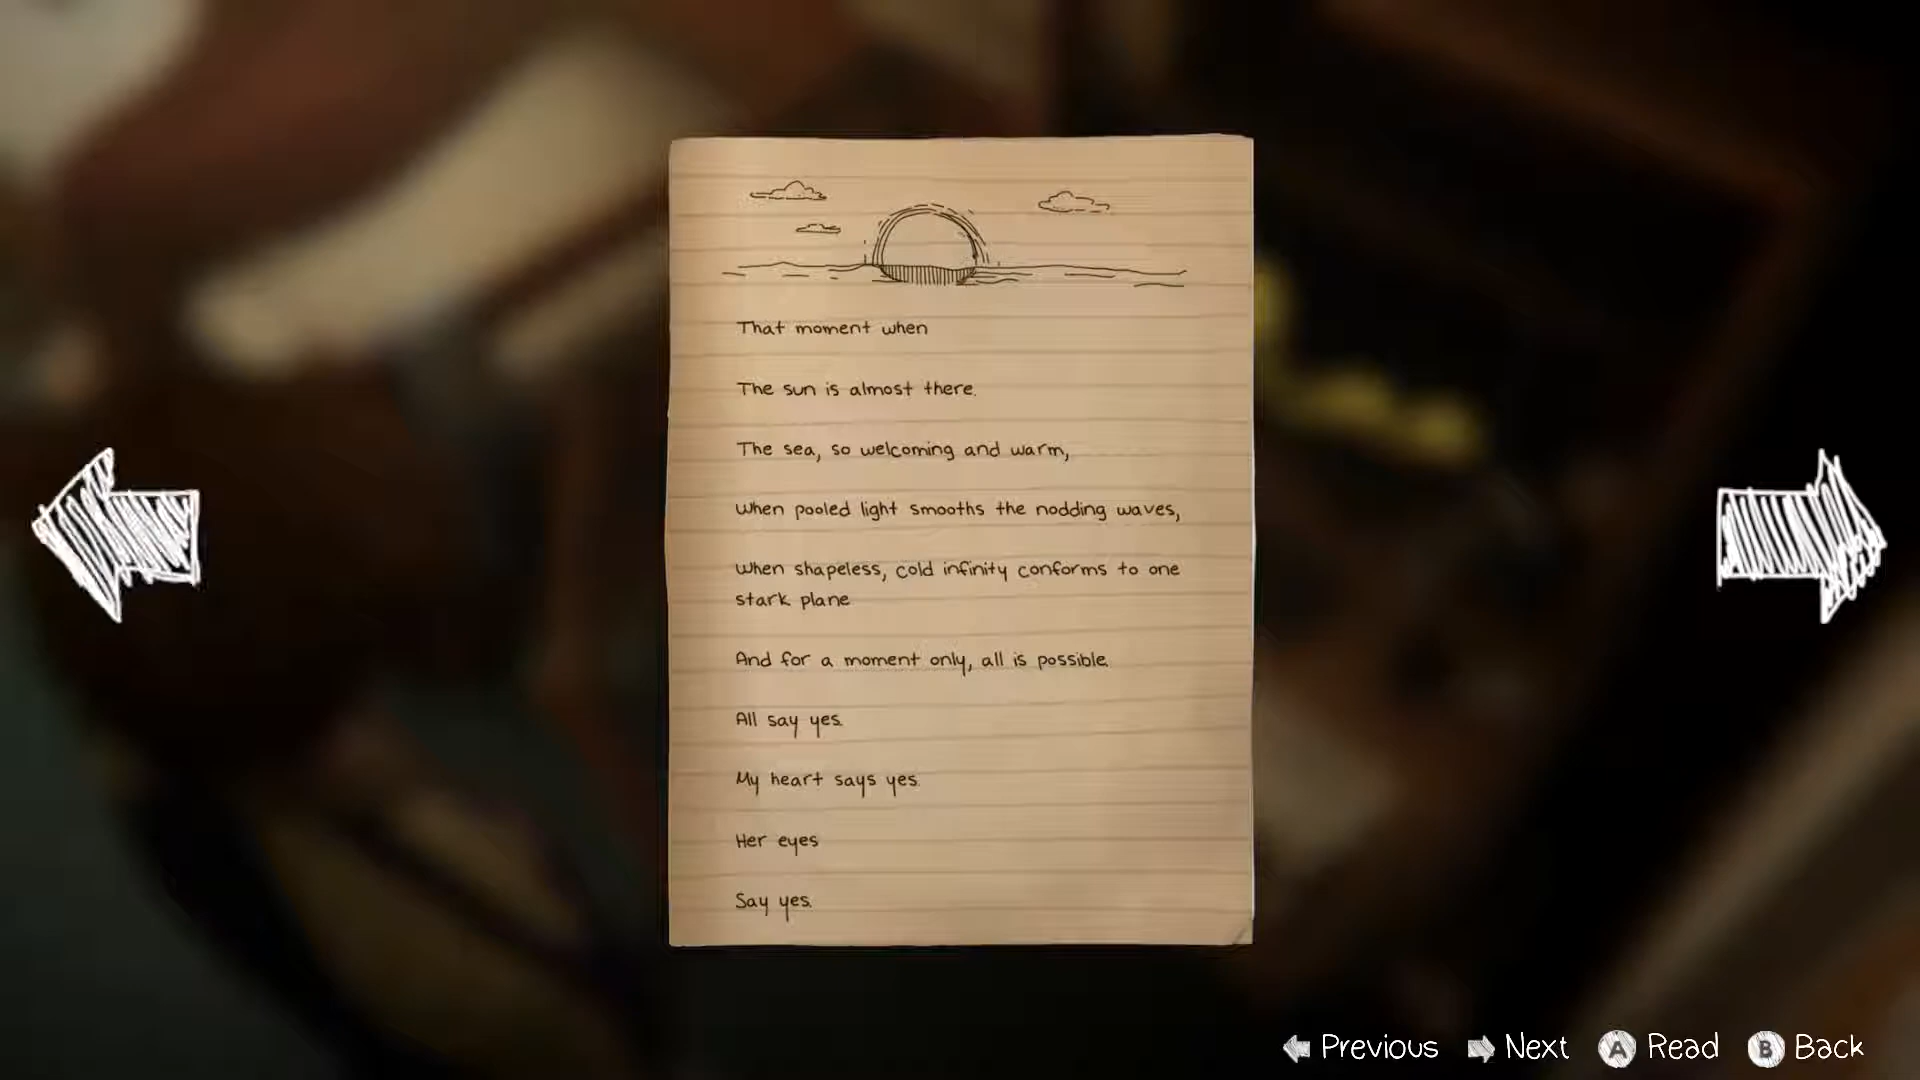 That moment when
The sun is almost there.
The sea, so welcoming and warm,
When pooled light smooths the nodding waves,
When shapeless, cold infinity conforms to one
stark plane
And for a moment only, all is possible.
All say yes.
My heart says yes.
Her eyes
Say yes.
Previous Next A Read B Back